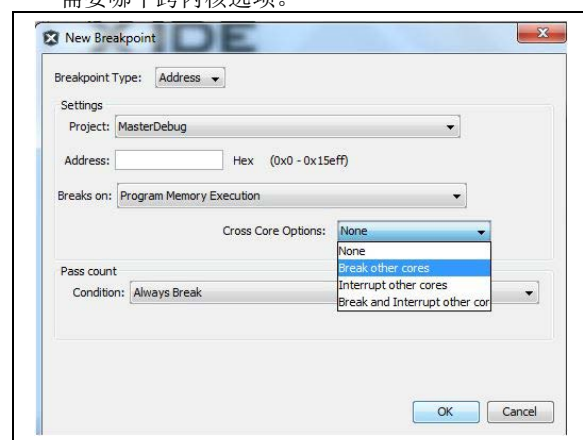 需要哪个跨内核选项。
New Breakpoint
IDE
Breakpoint Type: Address
Settings
Project: MasterDebug
Address: Hex (0x0 - 0x15eff)
Breaks on: Program Memory Execution
Cross Core Options: None
None
Break other cores
Interrupt other cores
Break and Interrupt other cor
Pass count
Condition: Always Break
OK Cancel